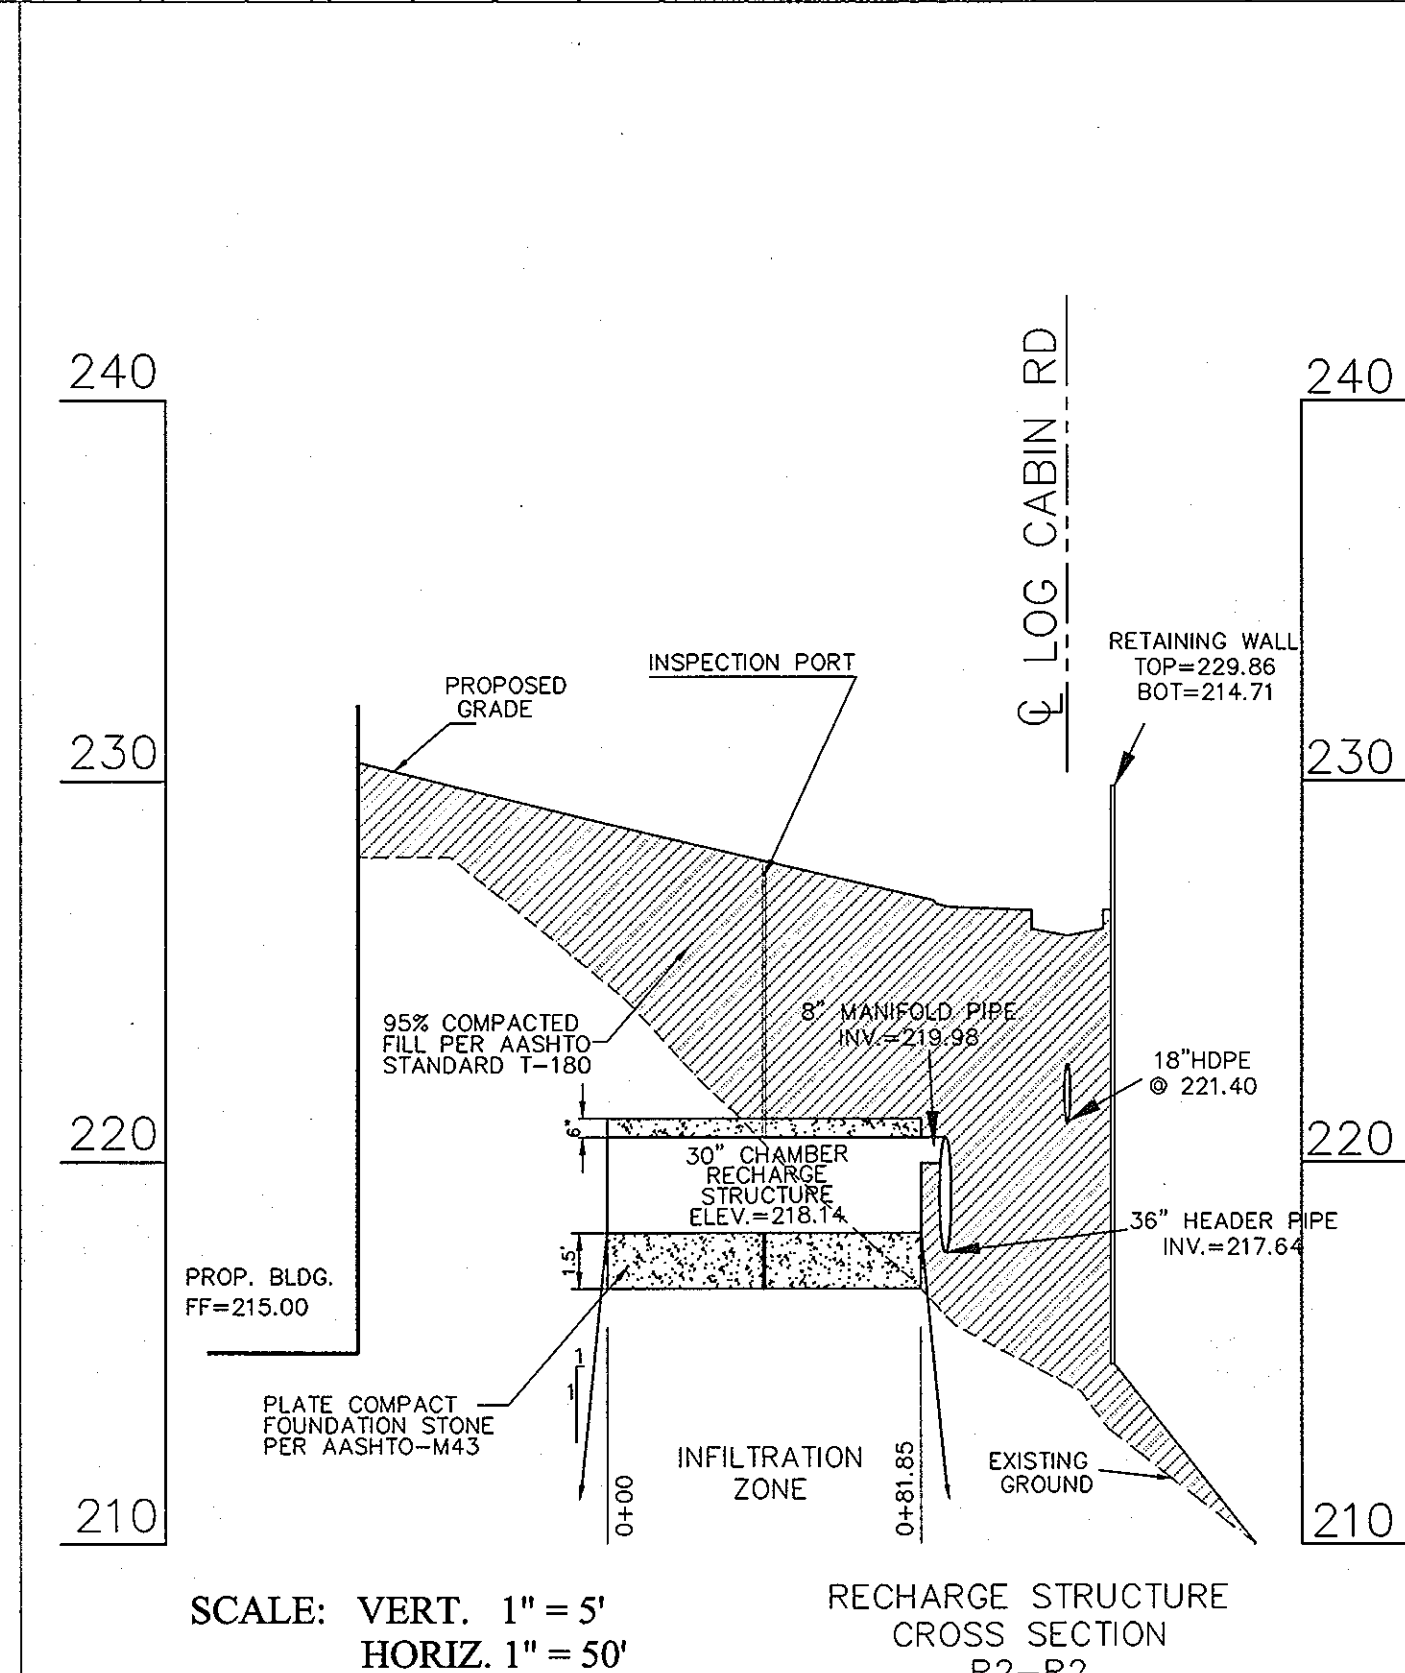 240
240
℄ LOG CABIN RD
RETAINING WALL
TOP=229.86
BOT=214.71
INSPECTION PORT
PROPOSED
GRADE
230
230
95% COMPACTED
FILL PER AASHTO
STANDARD T-180
8" MANIFOLD PIPE
INV.=219.98
18"HDPE
@ 221.40
6"
220
220
30" CHAMBER
RECHARGE
STRUCTURE
ELEV.=218.14
36" HEADER PIPE
INV.=217.64
1.5'
PROP. BLDG.
FF=215.00
1
1
PLATE COMPACT
FOUNDATION STONE
PER AASHTO-M43
INFILTRATION
ZONE
0+00
0+81.85
EXISTING
GROUND
210
210
SCALE: VERT. 1" = 5'
HORIZ. 1" = 50'
RECHARGE STRUCTURE
CROSS SECTION
R2-R2